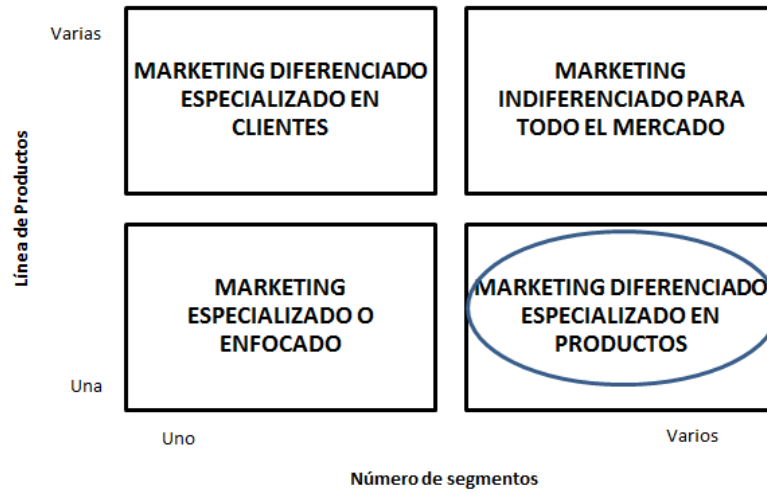 Varias
MARKETING DIFERENCIADO
ESPECIALIZADO EN
CLIENTES
MARKETING
INDIFERENCIADO PARA
TODO EL MERCADO
Línea de Productos
MARKETING
ESPECIALIZADO O
ENFOCADO
MARKETING DIFERENCIADO
ESPECIALIZADO EN
PRODUCTOS
Una
Uno
Varios
Número de segmentos